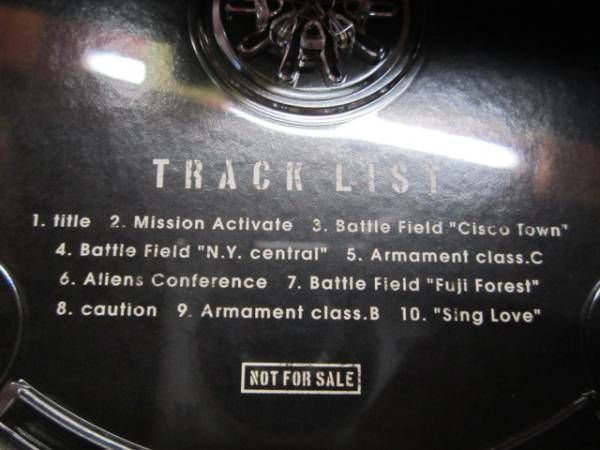 TRACK LIST
1. title 2. Mission Activate 3. Battle Field "Cisco Town"
4. Battle Field "N.Y. central" 5. Armament class.C
6. Aliens Conference 7. Battle Field "Fuji Forest"
8. caution 9. Armament class.B 10. "Sing Love"
NOT FOR SALE